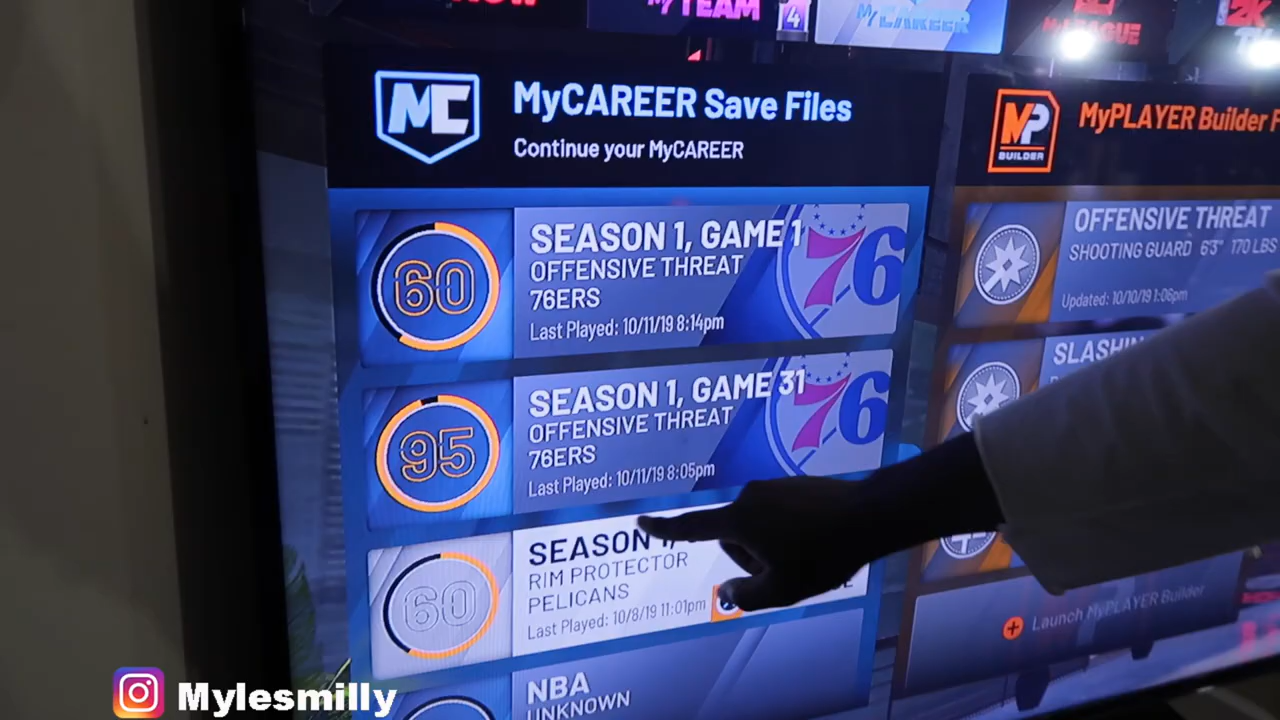 MyTEAM
4
MyCAREER
MyLEAGUE
2K
MC
MyCAREER Save Files
Continue your MyCAREER
MP
BUILDER
MyPLAYER Builder
60
SEASON 1, GAME 1
OFFENSIVE THREAT
76ERS
Last Played: 10/11/19 8:14pm
76
OFFENSIVE THREAT
SHOOTING GUARD 6'3" 170 LBS
Updated: 10/10/19 1:06pm
95
SEASON 1, GAME 31
OFFENSIVE THREAT
76ERS
Last Played: 10/11/19 8:05pm
76
SLASHIN
60
SEASON
RIM PROTECTOR
PELICANS
Last Played: 10/8/19 11:01pm
NBA
UNKNOWN
Launch MyPLAYER Builder
Mylesmilly